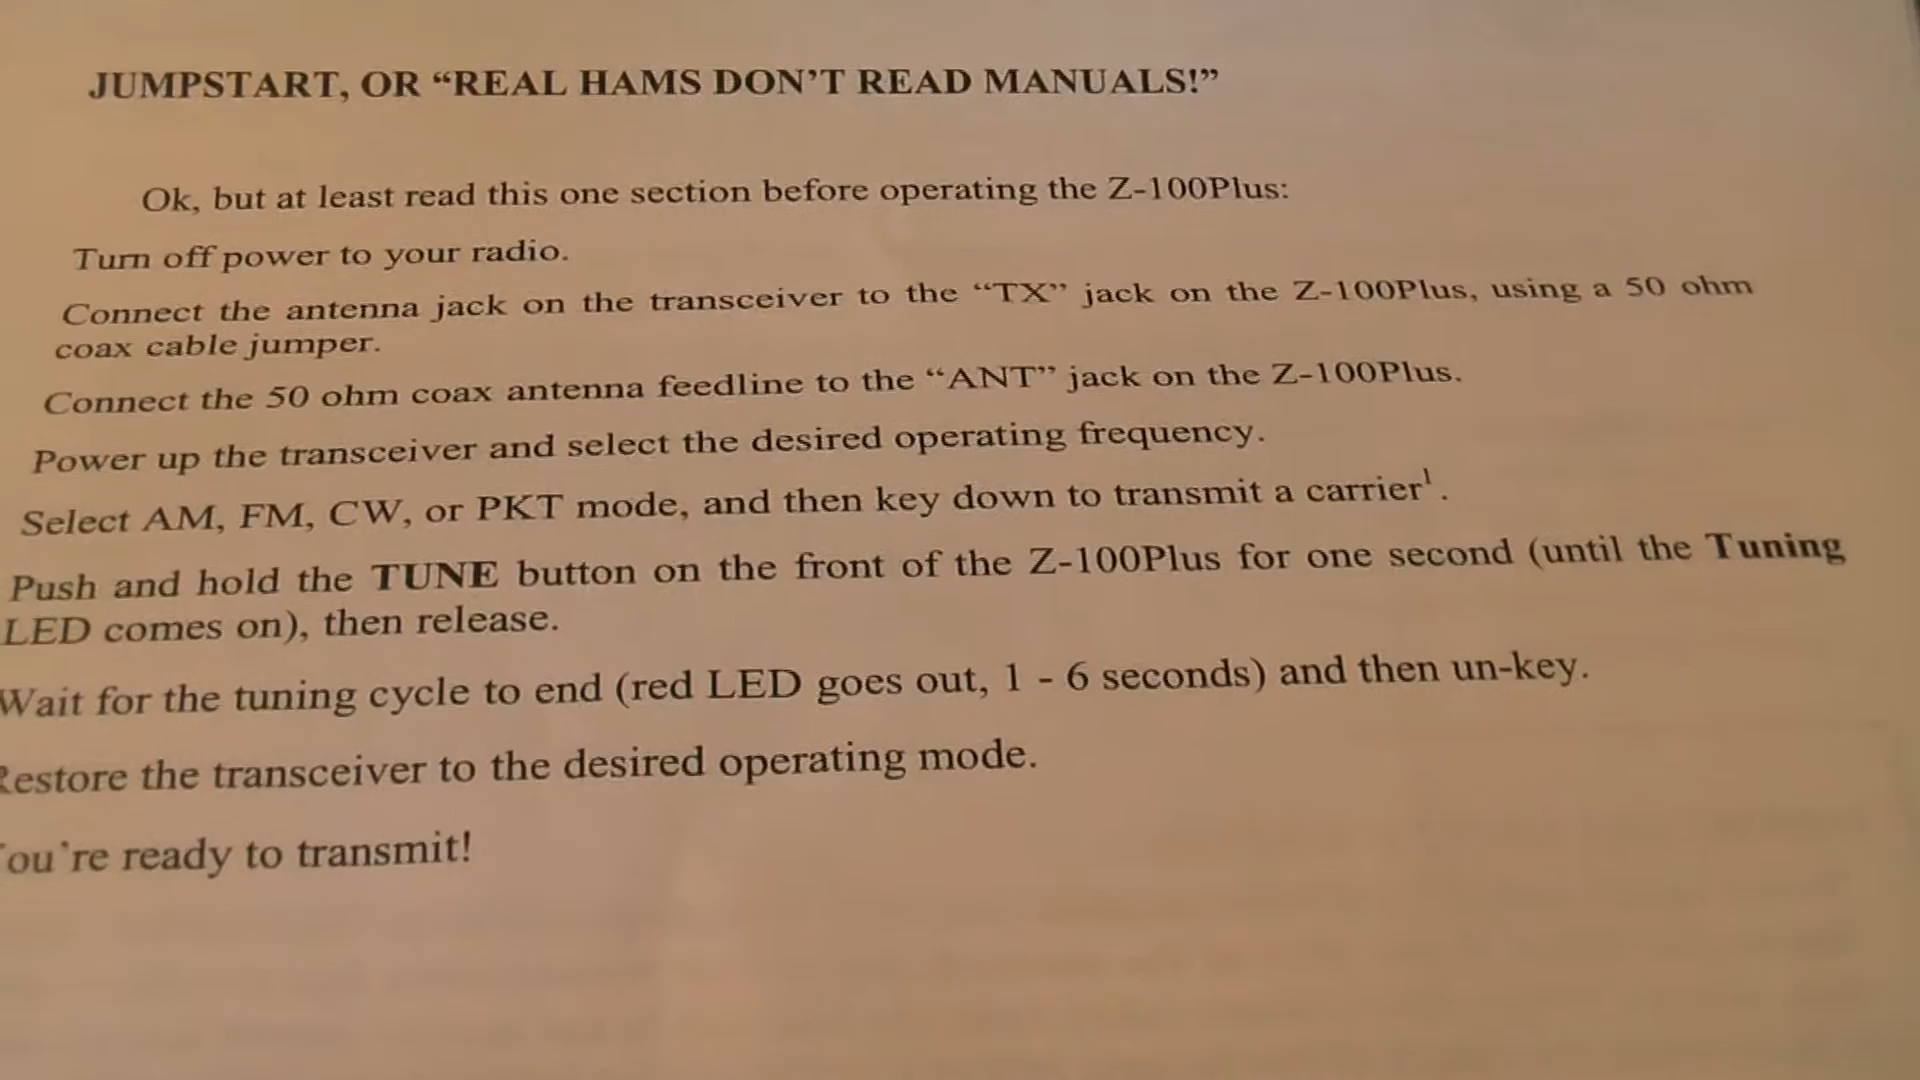 JUMPSTART, OR “REAL HAMS DON’T READ MANUALS!”
Ok, but at least read this one section before operating the Z-100Plus:
Turn off power to your radio.
Connect the antenna jack on the transceiver to the “TX” jack on the Z-100Plus, using a 50 ohm
coax cable jumper.
Connect the 50 ohm coax antenna feedline to the “ANT” jack on the Z-100Plus.
Power up the transceiver and select the desired operating frequency.
Select AM, FM, CW, or PKT mode, and then key down to transmit a carrier¹.
Push and hold the TUNE button on the front of the Z-100Plus for one second (until the Tuning
LED comes on), then release.
Wait for the tuning cycle to end (red LED goes out, 1 - 6 seconds) and then un-key.
Restore the transceiver to the desired operating mode.
You’re ready to transmit!